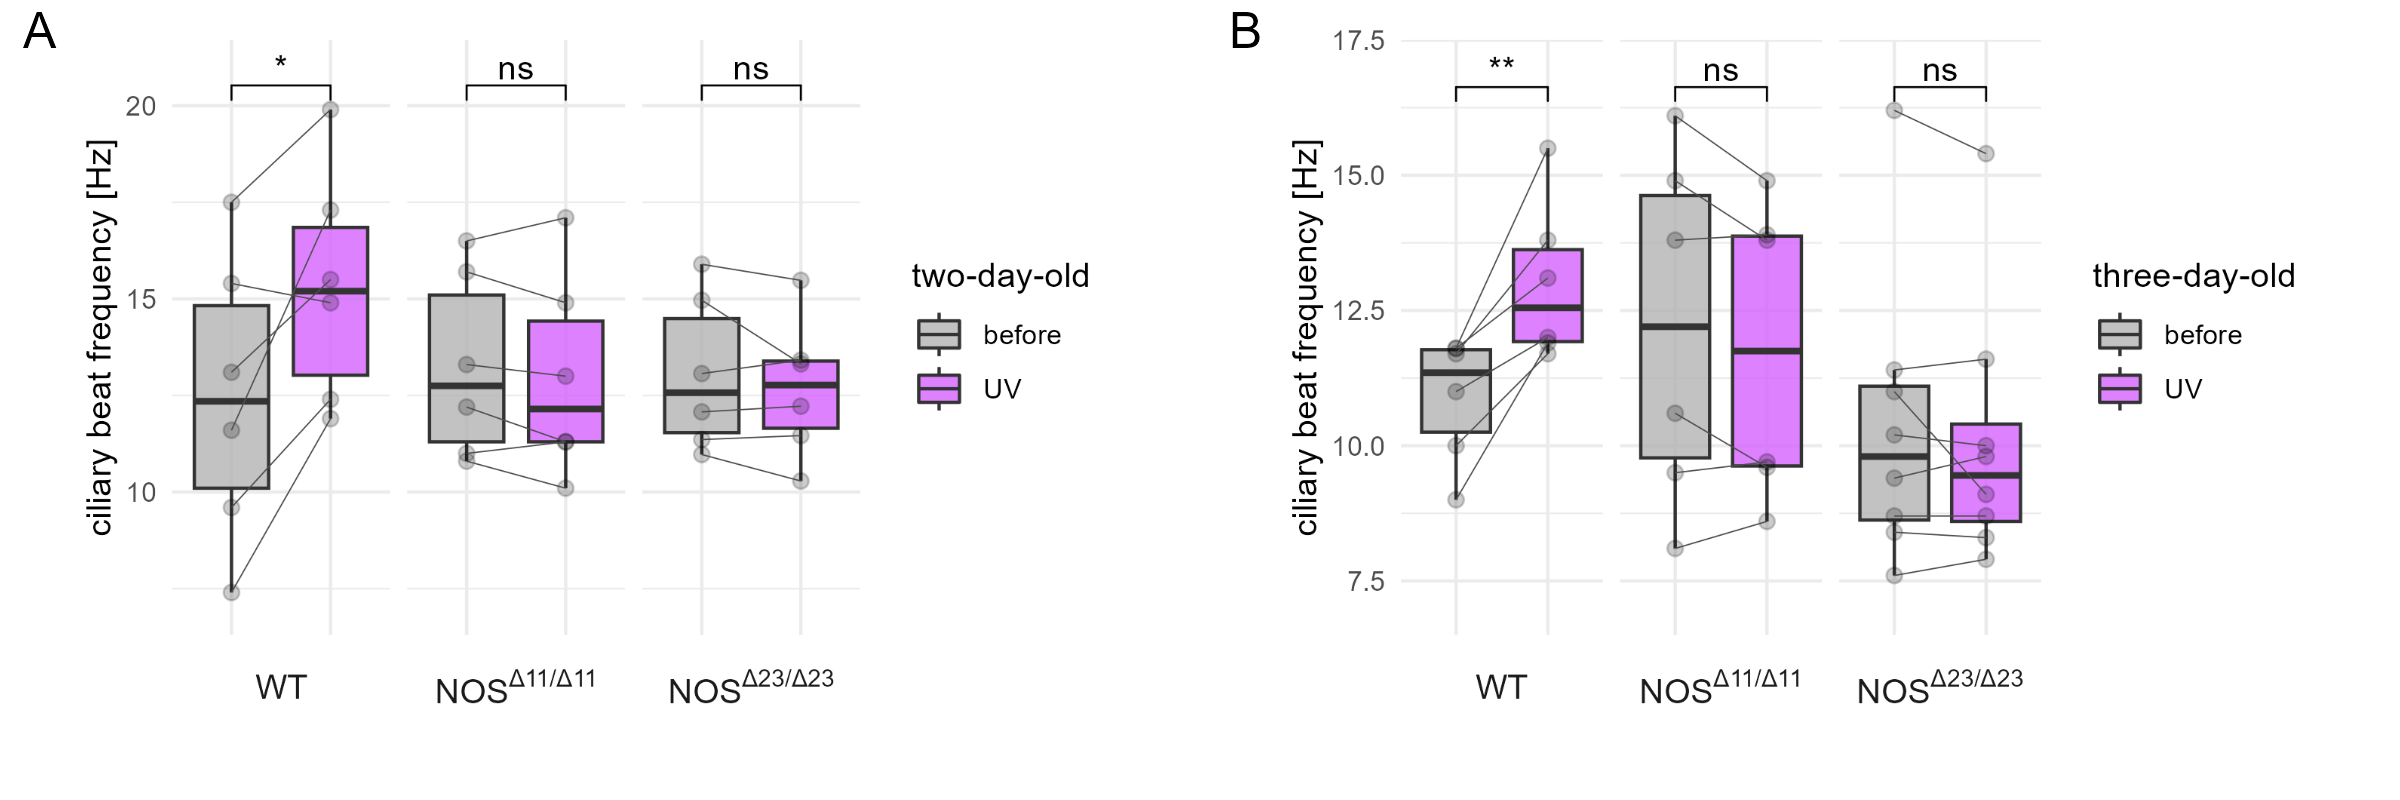 A
ciliary beat frequency [Hz]
20
15
10
*
ns
ns
WT
NOSΔ11/Δ11
NOSΔ23/Δ23
two-day-old
before
UV
B
ciliary beat frequency [Hz]
17.5
15.0
12.5
10.0
7.5
**
ns
ns
WT
NOSΔ11/Δ11
NOSΔ23/Δ23
three-day-old
before
UV